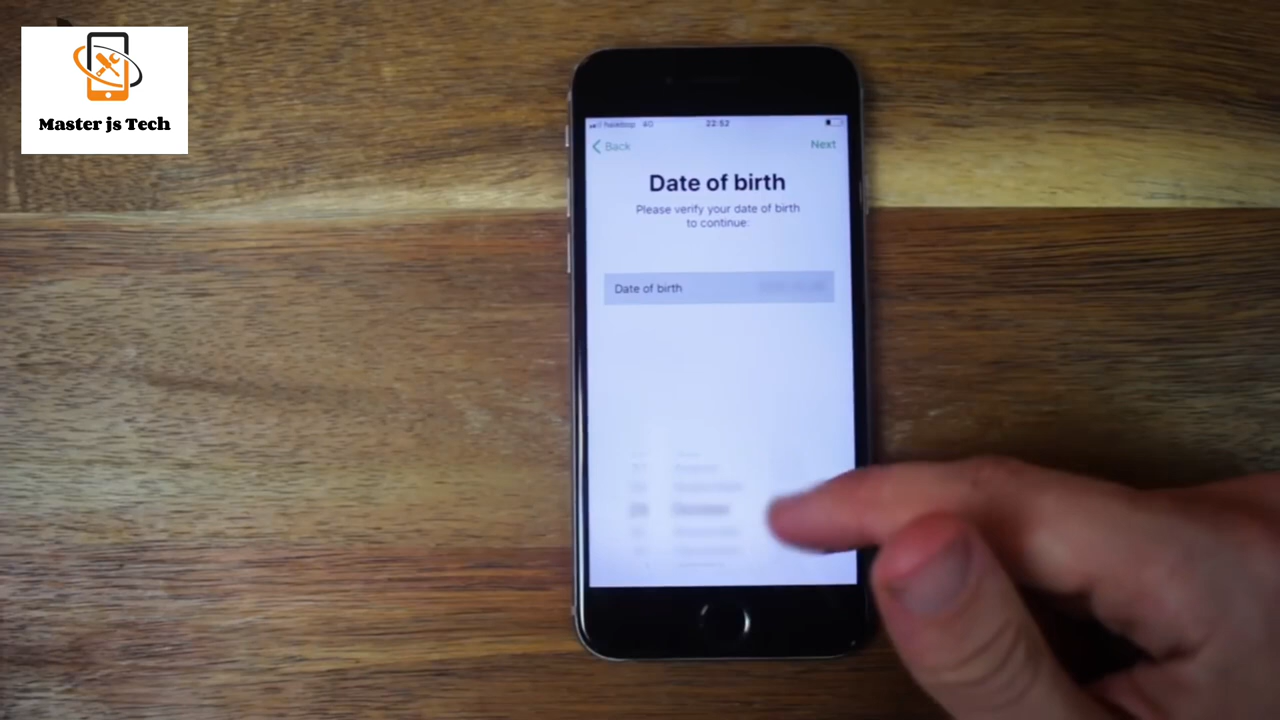 Master js Tech
4G
22:52
Back
Next
Date of birth
Please verify your date of birth
to continue:
Date of birth